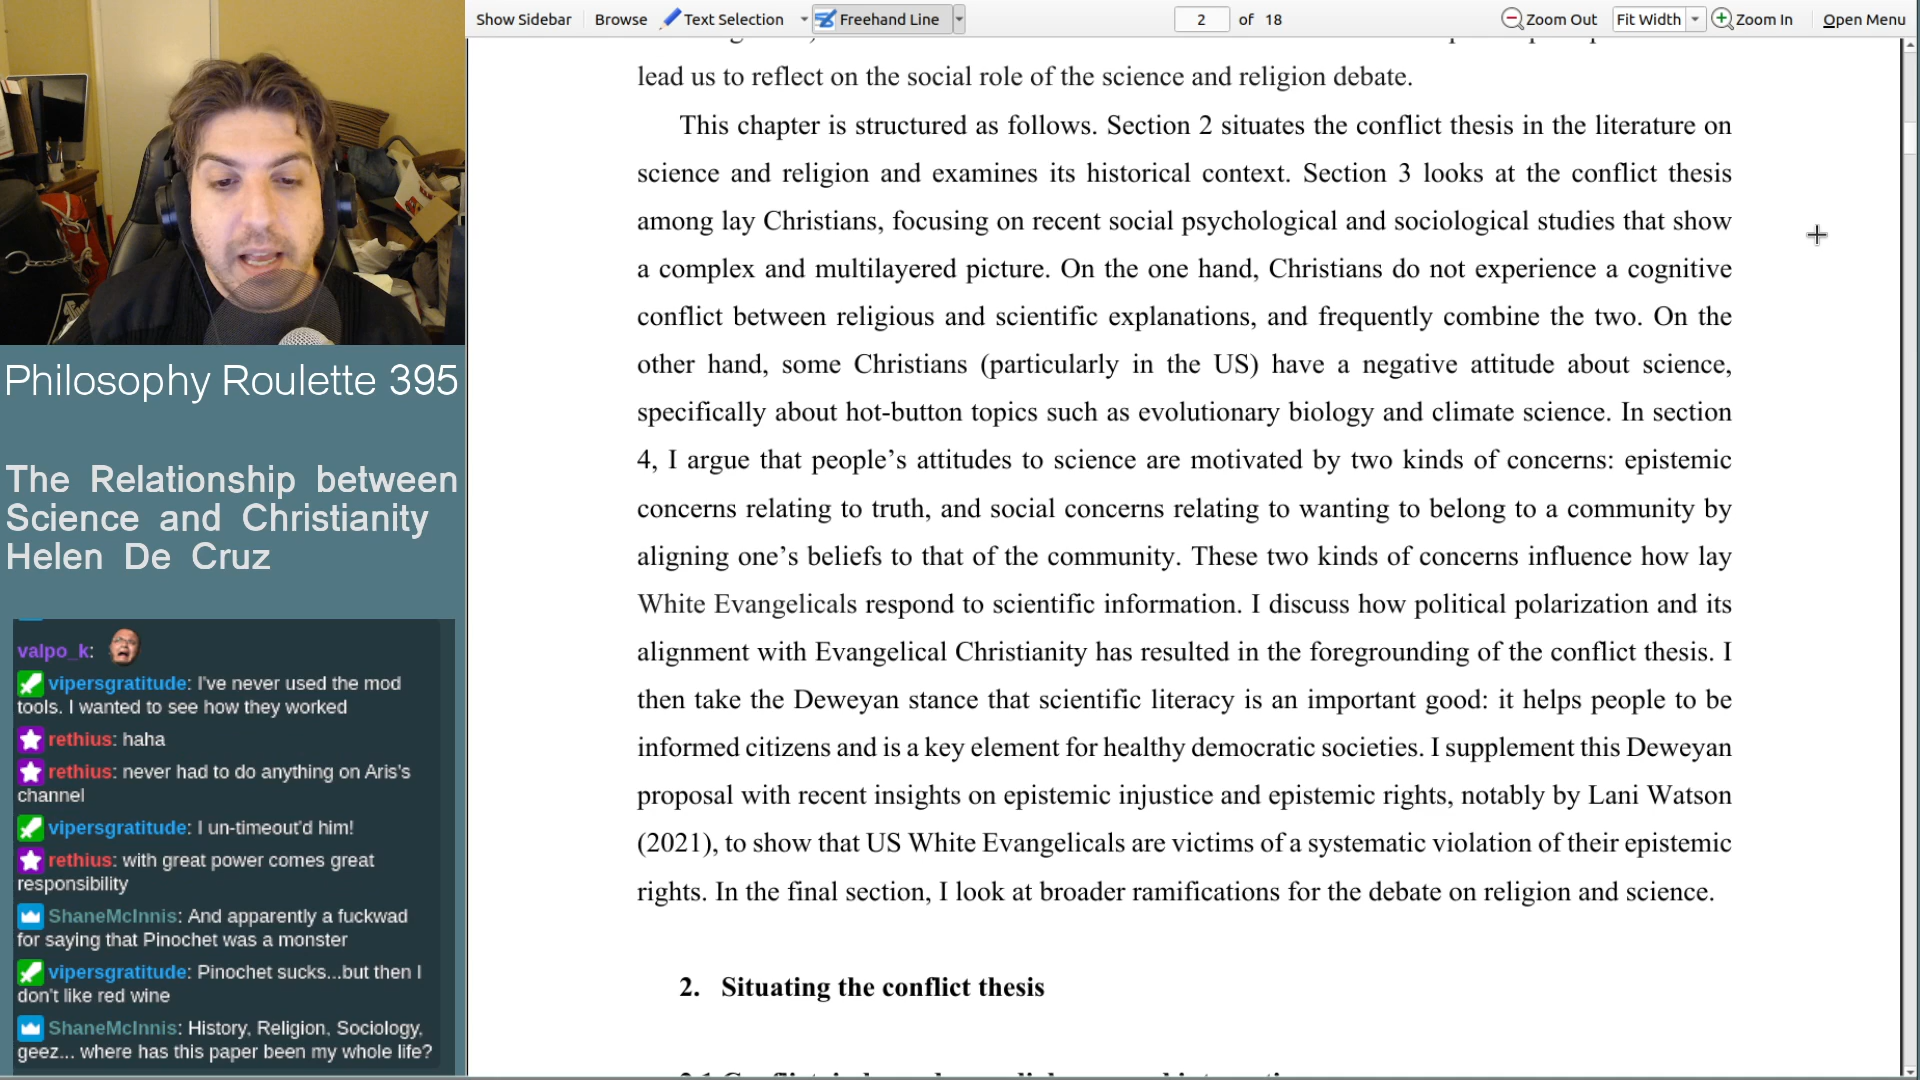 Show Sidebar Browse Text Selection Freehand Line 2 of 18 Zoom Out Fit Width Zoom In Open Menu
lead us to reflect on the social role of the science and religion debate.
This chapter is structured as follows. Section 2 situates the conflict thesis in the literature on
science and religion and examines its historical context. Section 3 looks at the conflict thesis
among lay Christians, focusing on recent social psychological and sociological studies that show
a complex and multilayered picture. On the one hand, Christians do not experience a cognitive
conflict between religious and scientific explanations, and frequently combine the two. On the
other hand, some Christians (particularly in the US) have a negative attitude about science,
specifically about hot-button topics such as evolutionary biology and climate science. In section
4, I argue that people’s attitudes to science are motivated by two kinds of concerns: epistemic
concerns relating to truth, and social concerns relating to wanting to belong to a community by
aligning one’s beliefs to that of the community. These two kinds of concerns influence how lay
White Evangelicals respond to scientific information. I discuss how political polarization and its
alignment with Evangelical Christianity has resulted in the foregrounding of the conflict thesis. I
then take the Deweyan stance that scientific literacy is an important good: it helps people to be
informed citizens and is a key element for healthy democratic societies. I supplement this Deweyan
proposal with recent insights on epistemic injustice and epistemic rights, notably by Lani Watson
(2021), to show that US White Evangelicals are victims of a systematic violation of their epistemic
rights. In the final section, I look at broader ramifications for the debate on religion and science.
2. Situating the conflict thesis
Philosophy Roulette 395
The Relationship between
Science and Christianity
Helen De Cruz
valpo_k:
vipersgratitude: I've never used the mod
tools. I wanted to see how they worked
rethius: haha
rethius: never had to do anything on Aris's
channel
vipersgratitude: I un-timeout'd him!
rethius: with great power comes great
responsibility
ShaneMcInnis: And apparently a fuckwad
for saying that Pinochet was a monster
vipersgratitude: Pinochet sucks...but then I
don't like red wine
ShaneMcInnis: History, Religion, Sociology,
geez... where has this paper been my whole life?